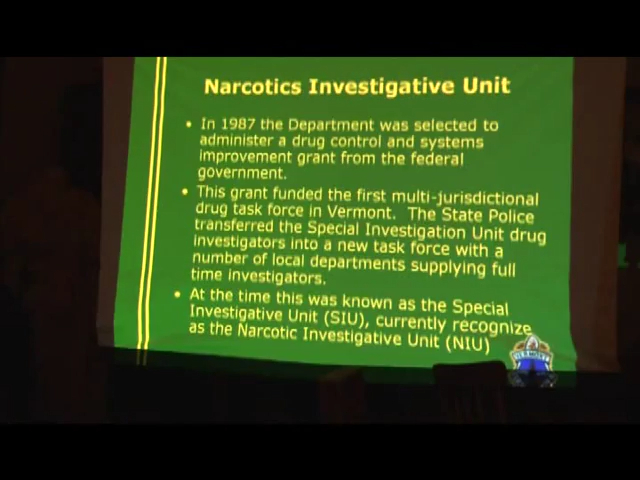 Narcotics Investigative Unit
• In 1987 the Department was selected to
administer a drug control and systems
improvement grant from the federal
government.
• This grant funded the first multi-jurisdictional
drug task force in Vermont. The State Police
transferred the Special Investigation Unit drug
investigators into a new task force with a
number of local departments supplying full
time investigators.
• At the time this was known as the Special
Investigative Unit (SIU), currently recognize
as the Narcotic Investigative Unit (NIU)
VERMONT